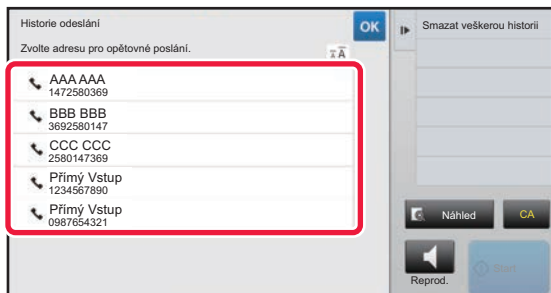 Historie odeslání
OK
Zvolte adresu pro opětovné poslání.
AAA AAA
1472580369
BBB BBB
3692580147
CCC CCC
2580147369
Přímý Vstup
1234567890
Přímý Vstup
0987654321
Smazat veškerou historii
Náhled
CA
Reprod.
Start